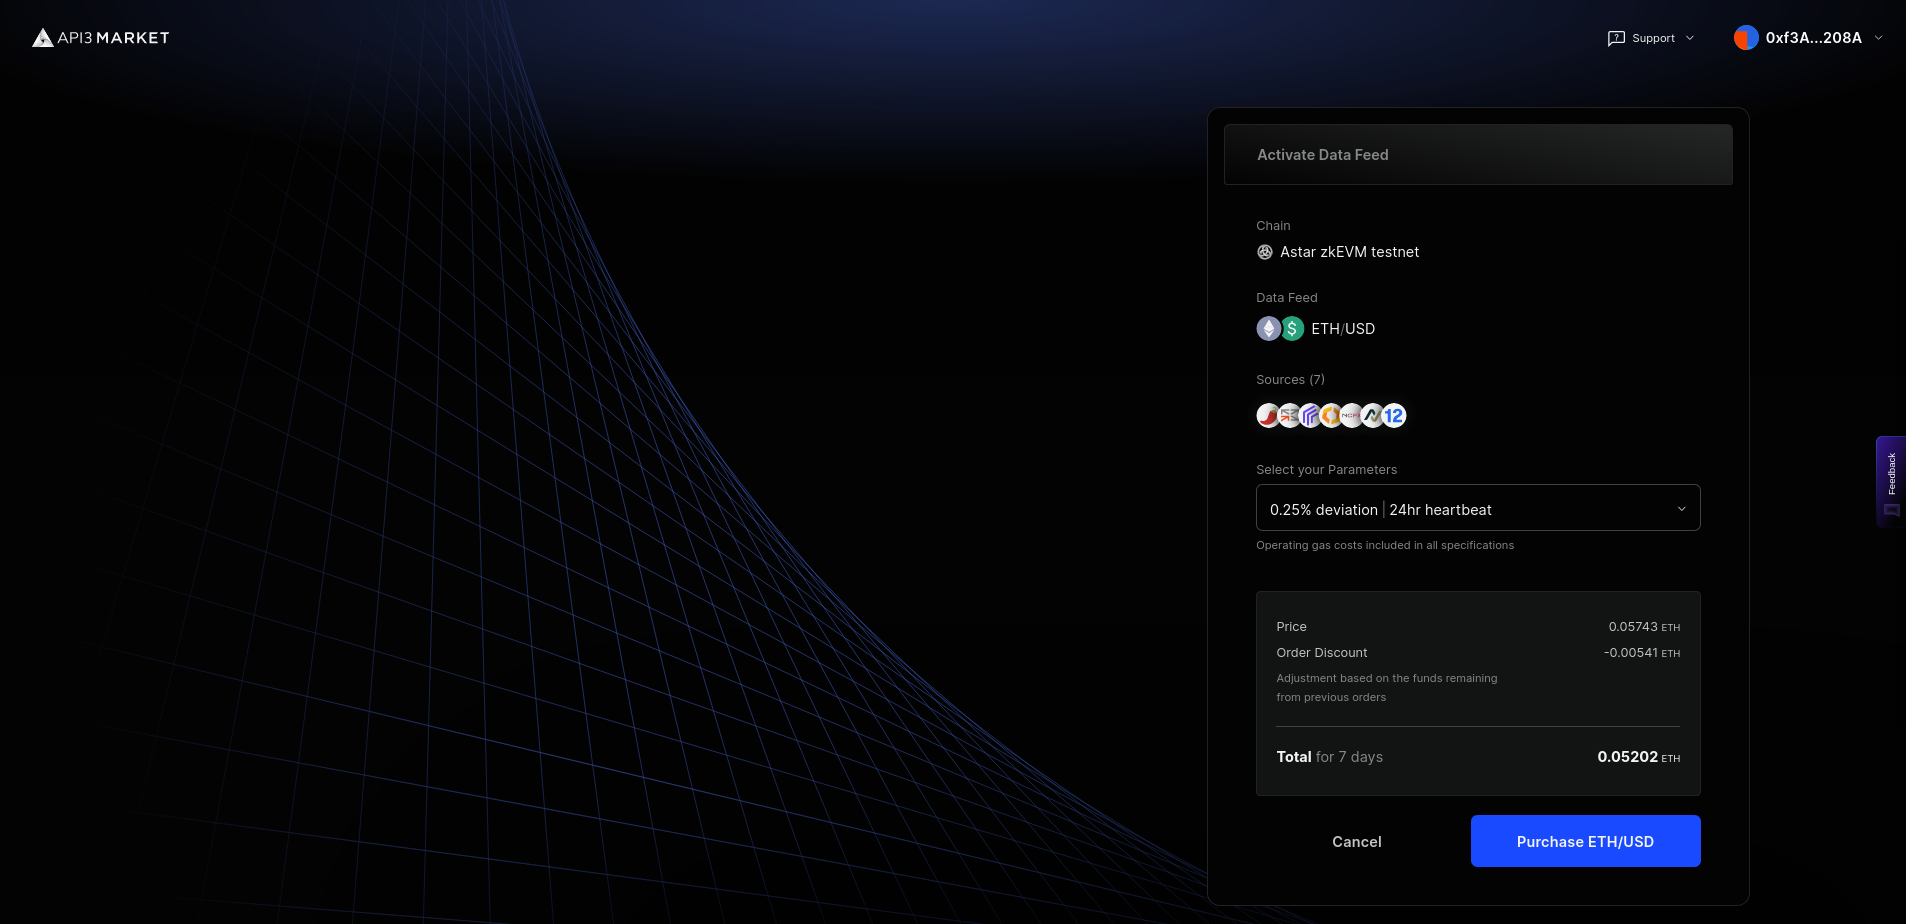 API3 MARKET
Support
0xf3A...208A
Activate Data Feed
Chain
Astar zkEVM testnet
Data Feed
$ ETH/USD
Sources (7)
12
Select your Parameters
0.25% deviation | 24hr heartbeat
Operating gas costs included in all specifications
Feedback
Price 0.05743 ETH
Order Discount -0.00541 ETH
Adjustment based on the funds remaining
from previous orders
Total for 7 days 0.05202 ETH
Cancel Purchase ETH/USD